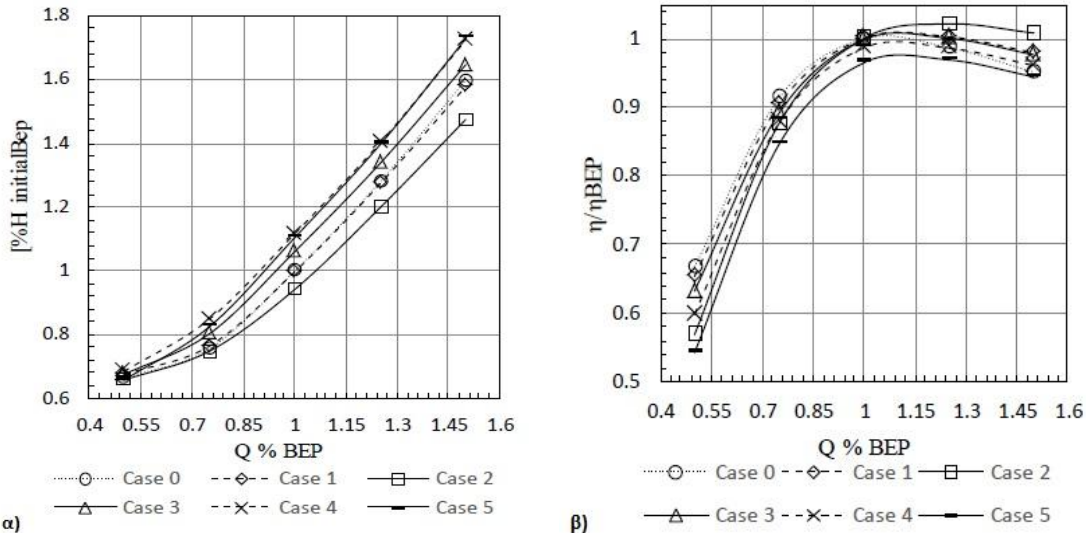 1.8
1.6
1.4
1.2
1
0.8
0.6
[%H initialBep
0.4 0.55 0.7 0.85 1 1.15 1.3 1.45 1.6
Q % BEP
Case 0 Case 1 Case 2
Case 3 Case 4 Case 5
α)
1
0.9
0.8
0.7
0.6
0.5
η/ηBEP
0.4 0.55 0.7 0.85 1 1.15 1.3 1.45 1.6
Q % BEP
Case 0 Case 1 Case 2
Case 3 Case 4 Case 5
β)